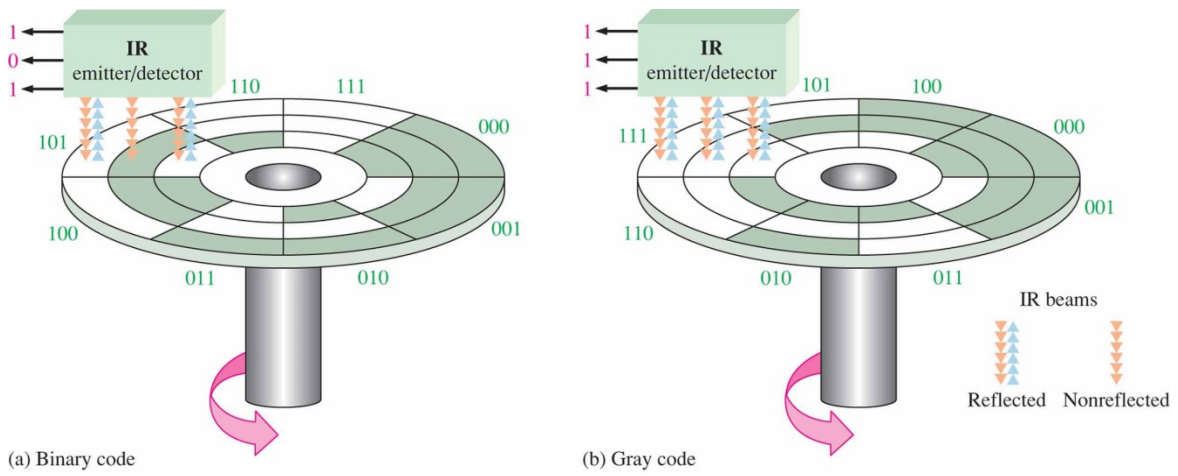 1
0
1
IR
emitter/detector
110
111
101
000
100
001
011
010
(a) Binary code
1
1
1
IR
emitter/detector
101
100
111
000
110
001
010
011
IR beams
Reflected
Nonreflected
(b) Gray code